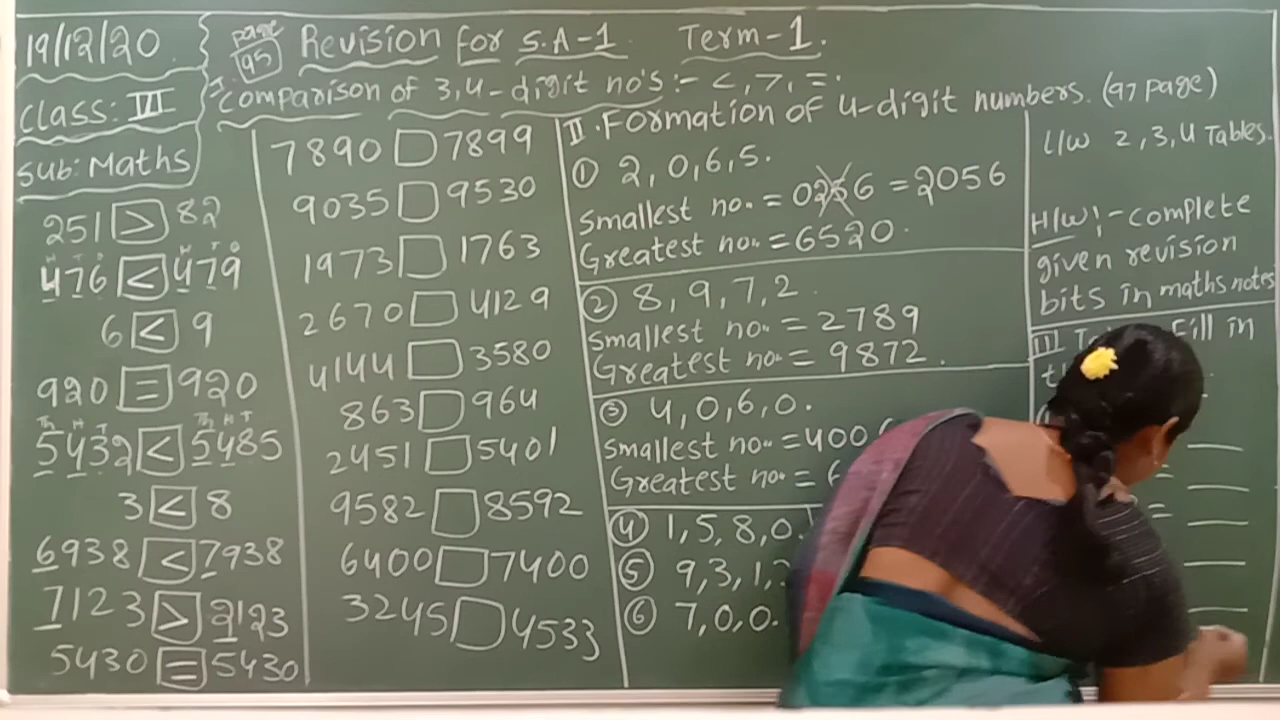 19/12/20
Class: VI
Sub: Maths
page 95
Revision for S.A-1 Term-1.
I comparison of 3,4-digit no's:- <, >, =.
251 > 82
H T O H T O
476 < 479
6 < 9
920 = 920
Th H T Th H T
5432 < 5485
3 < 8
6938 < 7938
7123 > 2123
5430 = 5430
7890 □ 7899
9035 □ 9530
1973 □ 1763
2670 □ 4129
4144 □ 3580
863 □ 964
2451 □ 5401
9582 □ 8592
6400 □ 7400
3245 □ 4533
II. Formation of 4-digit numbers. (97 page)
① 2, 0, 6, 5.
Smallest no. = 0256 = 2056
Greatest no. = 6520.
② 8, 9, 7, 2.
Smallest no. = 2789
Greatest no. = 9872.
③ 4, 0, 6, 0.
Smallest no. = 400
Greatest no. = 6
④ 1, 5, 8, 0.
⑤ 9, 3, 1,
⑥ 7, 0, 0.
L/W 2, 3, 4 Tables.
H/W:- complete
given revision
bits in maths notes
III Fill in